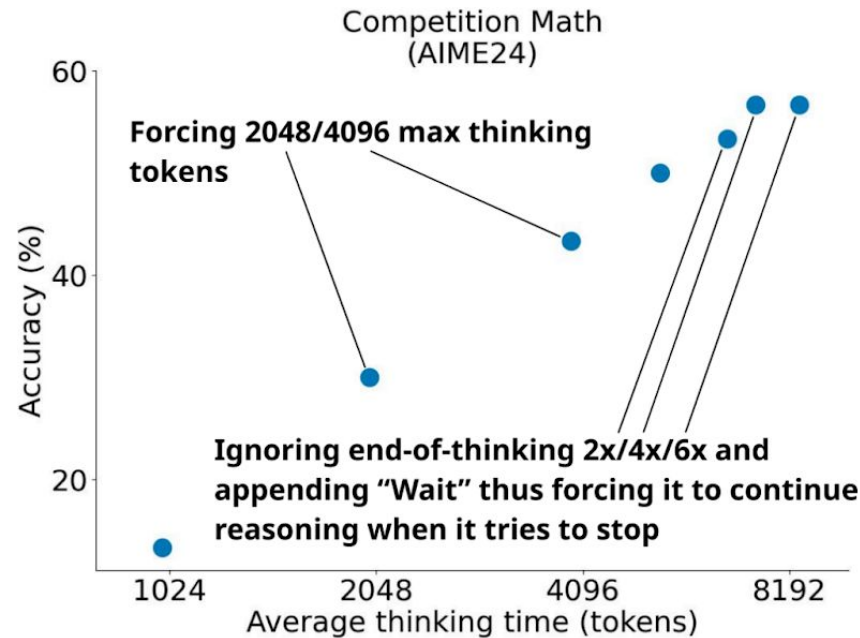 Competition Math
(AIME24)
60
Forcing 2048/4096 max thinking
tokens
40
Accuracy (%)
Ignoring end-of-thinking 2x/4x/6x and
appending “Wait” thus forcing it to continue
reasoning when it tries to stop
20
1024 2048 4096 8192
Average thinking time (tokens)